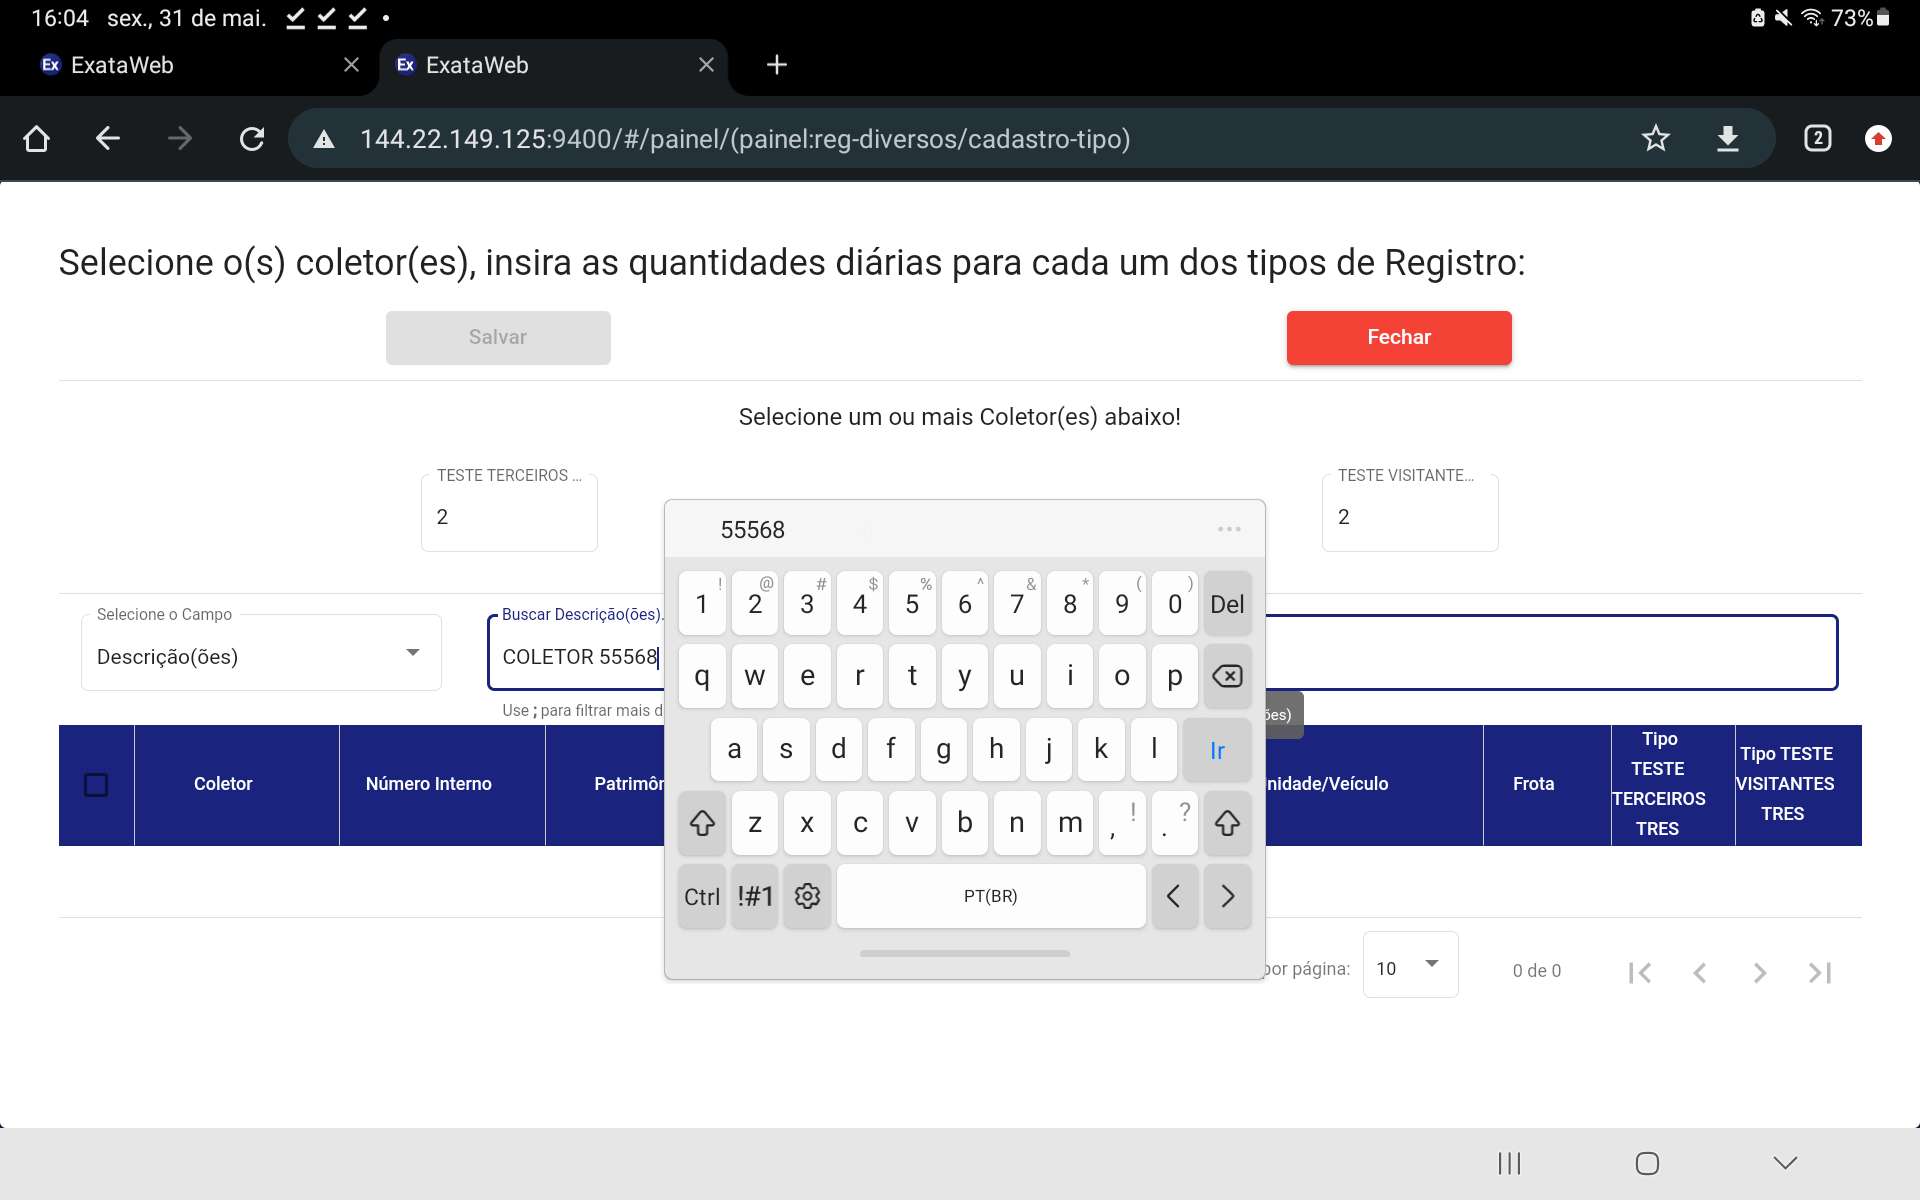 16:04 sex., 31 de mai.
73%
Ex ExataWeb
Ex ExataWeb
144.22.149.125:9400/#/painel/(painel:reg-diversos/cadastro-tipo)
2
Selecione o(s) coletor(es), insira as quantidades diárias para cada um dos tipos de Registro:
Salvar
Fechar
Selecione um ou mais Coletor(es) abaixo!
TESTE TERCEIROS ...
2
TESTE VISITANTE...
2
Selecione o Campo
Descrição(ões)
Buscar Descrição(ões).
COLETOR 55568
Use ; para filtrar mais d
ões)
Coletor
Número Interno
Patrimôn
nidade/Veículo
Frota
Tipo
TESTE
TERCEIROS
TRES
Tipo TESTE
VISITANTES
TRES
por página:
10
0 de 0
55568
...
! @ # $ % ^ & * ( )
1 2 3 4 5 6 7 8 9 0 Del
q w e r t y u i o p
a s d f g h j k l Ir
z x c v b n m , ! . ?
Ctrl !#1 PT(BR) < >